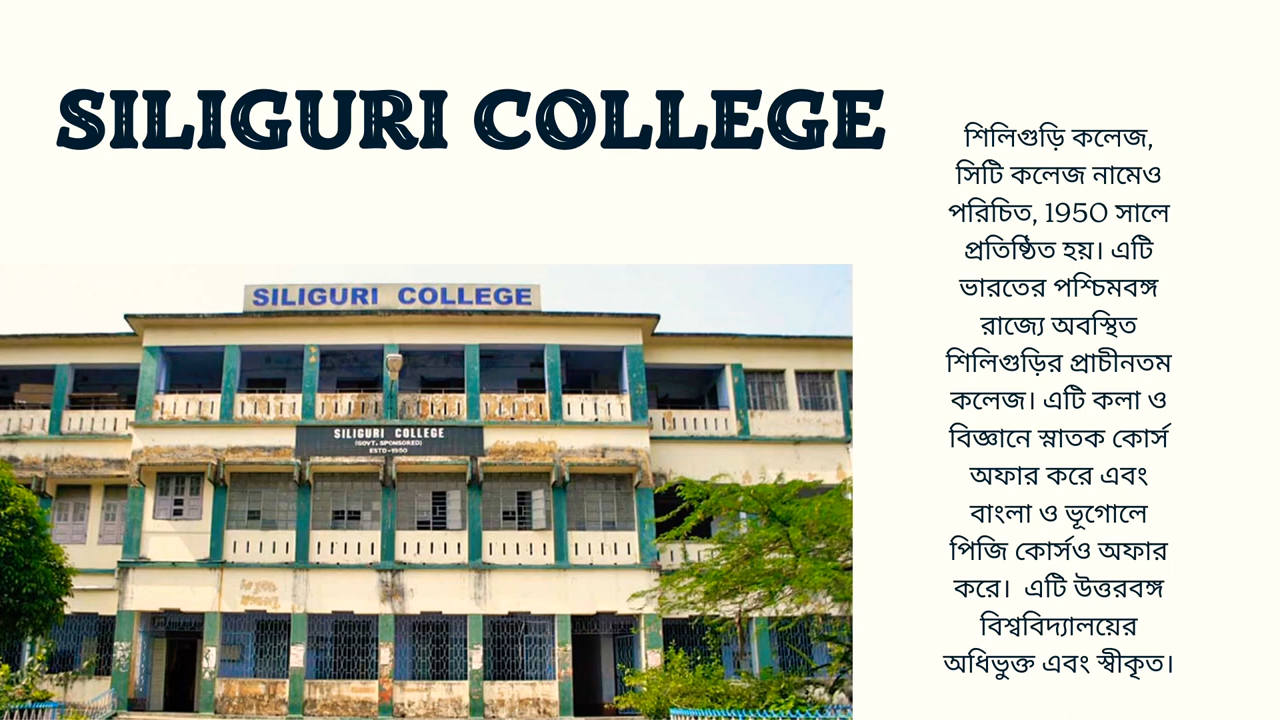 SILIGURI COLLEGE
SILIGURI COLLEGE
SILIGURI COLLEGE
(GOVT. SPONSORED)
ESTD-1950
শিলিগুড়ি কলেজ,
সিটি কলেজ নামেও
পরিচিত, 1950 সালে
প্রতিষ্ঠিত হয়। এটি
ভারতের পশ্চিমবঙ্গ
রাজ্যে অবস্থিত
শিলিগুড়ির প্রাচীনতম
কলেজ। এটি কলা ও
বিজ্ঞানে স্নাতক কোর্স
অফার করে এবং
বাংলা ও ভূগোলে
পিজি কোর্সও অফার
করে। এটি উত্তরবঙ্গ
বিশ্ববিদ্যালয়ের
অধিভুক্ত এবং স্বীকৃত।